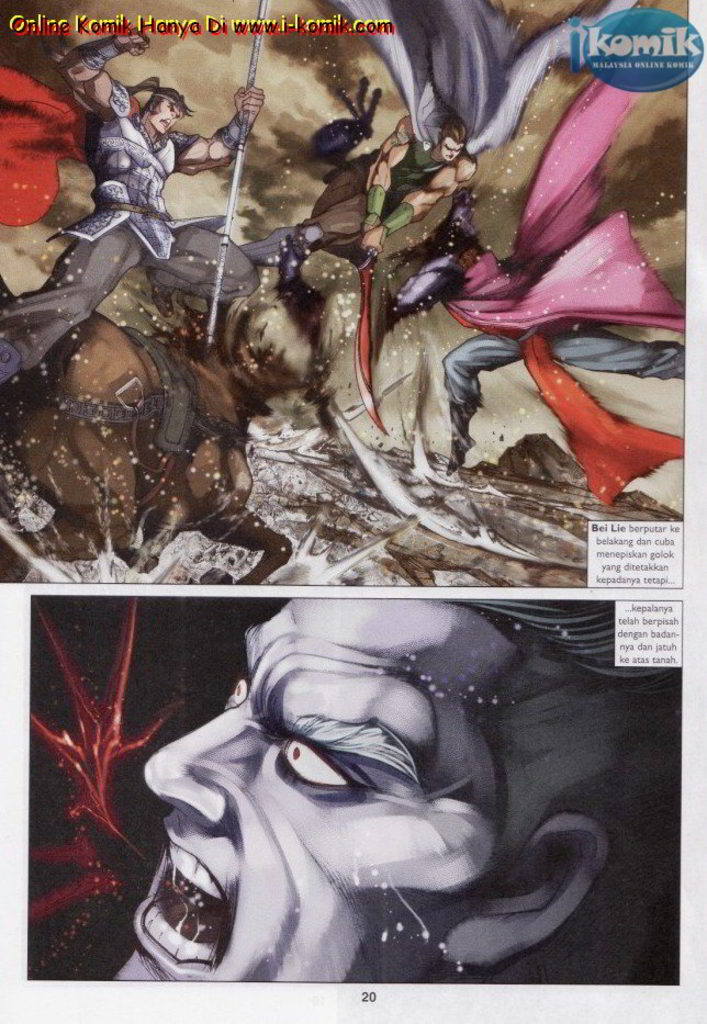 Online Komik Hanya Di www.i-komik.com
ikomik
MALAYSIA ONLINE KOMIK
Bei Lie berputar ke
belakang dan cuba
menepiskan golok
yang ditetakkan
kepadanya tetapi...
...kepalanya
telah berpisah
dengan badan-
nya dan jatuh
ke atas tanah.
20